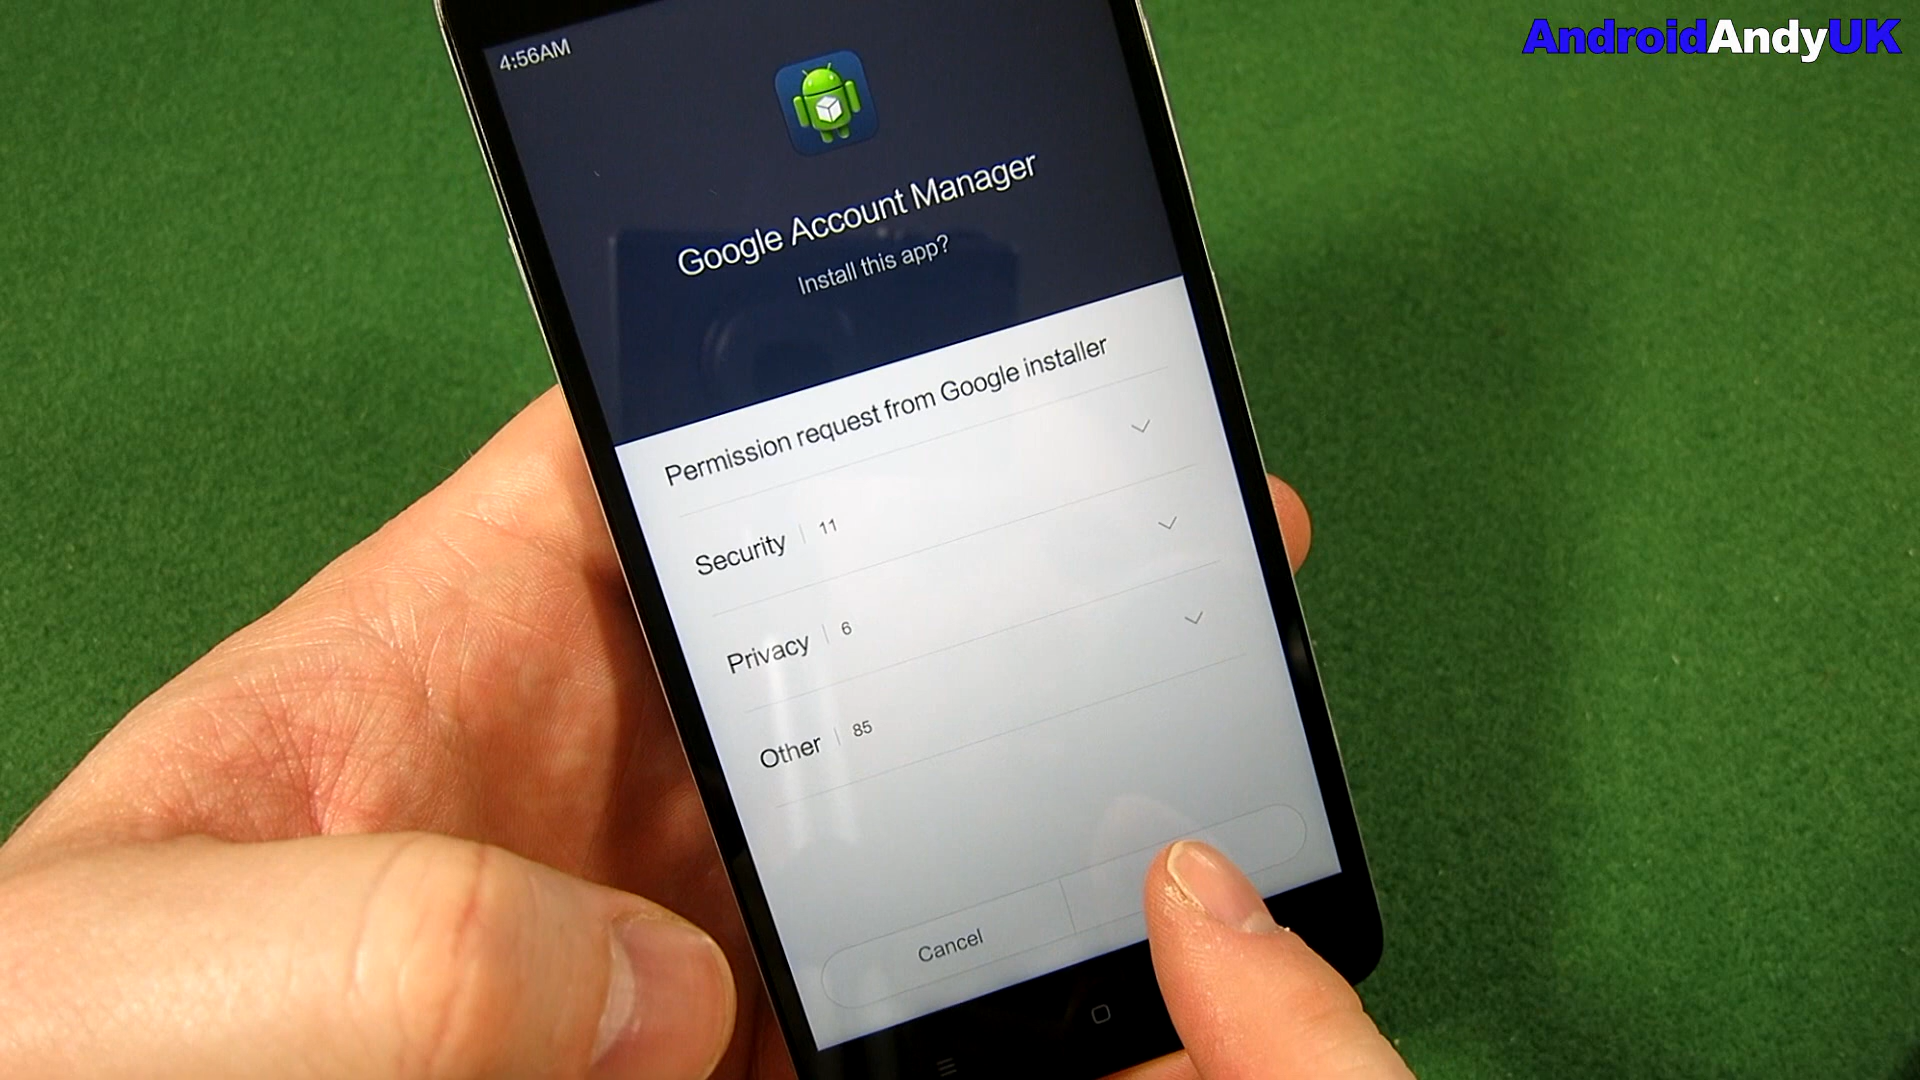 AndroidAndyUK
4:56AM
Google Account Manager
Install this app?
Permission request from Google installer
Security | 11
Privacy | 6
Other | 85
Cancel